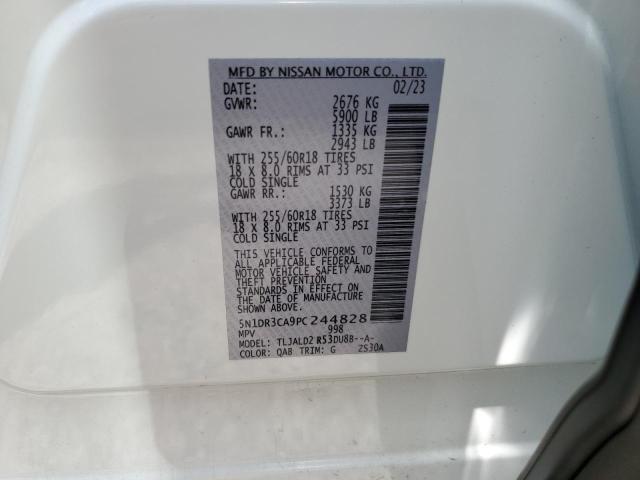 MFD BY NISSAN MOTOR CO., LTD.
DATE: 02/23
GVWR: 2676 KG
5900 LB
GAWR FR.: 1335 KG
2943 LB
WITH 255/60R18 TIRES
18 X 8.0 RIMS AT 33 PSI
COLD SINGLE
GAWR RR.: 1530 KG
3373 LB
WITH 255/60R18 TIRES
18 X 8.0 RIMS AT 33 PSI
COLD SINGLE
THIS VEHICLE CONFORMS TO
ALL APPLICABLE FEDERAL
MOTOR VEHICLE SAFETY AND
THEFT PREVENTION
STANDARDS IN EFFECT ON
THE DATE OF MANUFACTURE
SHOWN ABOVE.
5N1DR3CA9PC244828
MPV 998
MODEL: TLJALD2 R53DU8B--A-
COLOR: QAB TRIM: G 2S30A